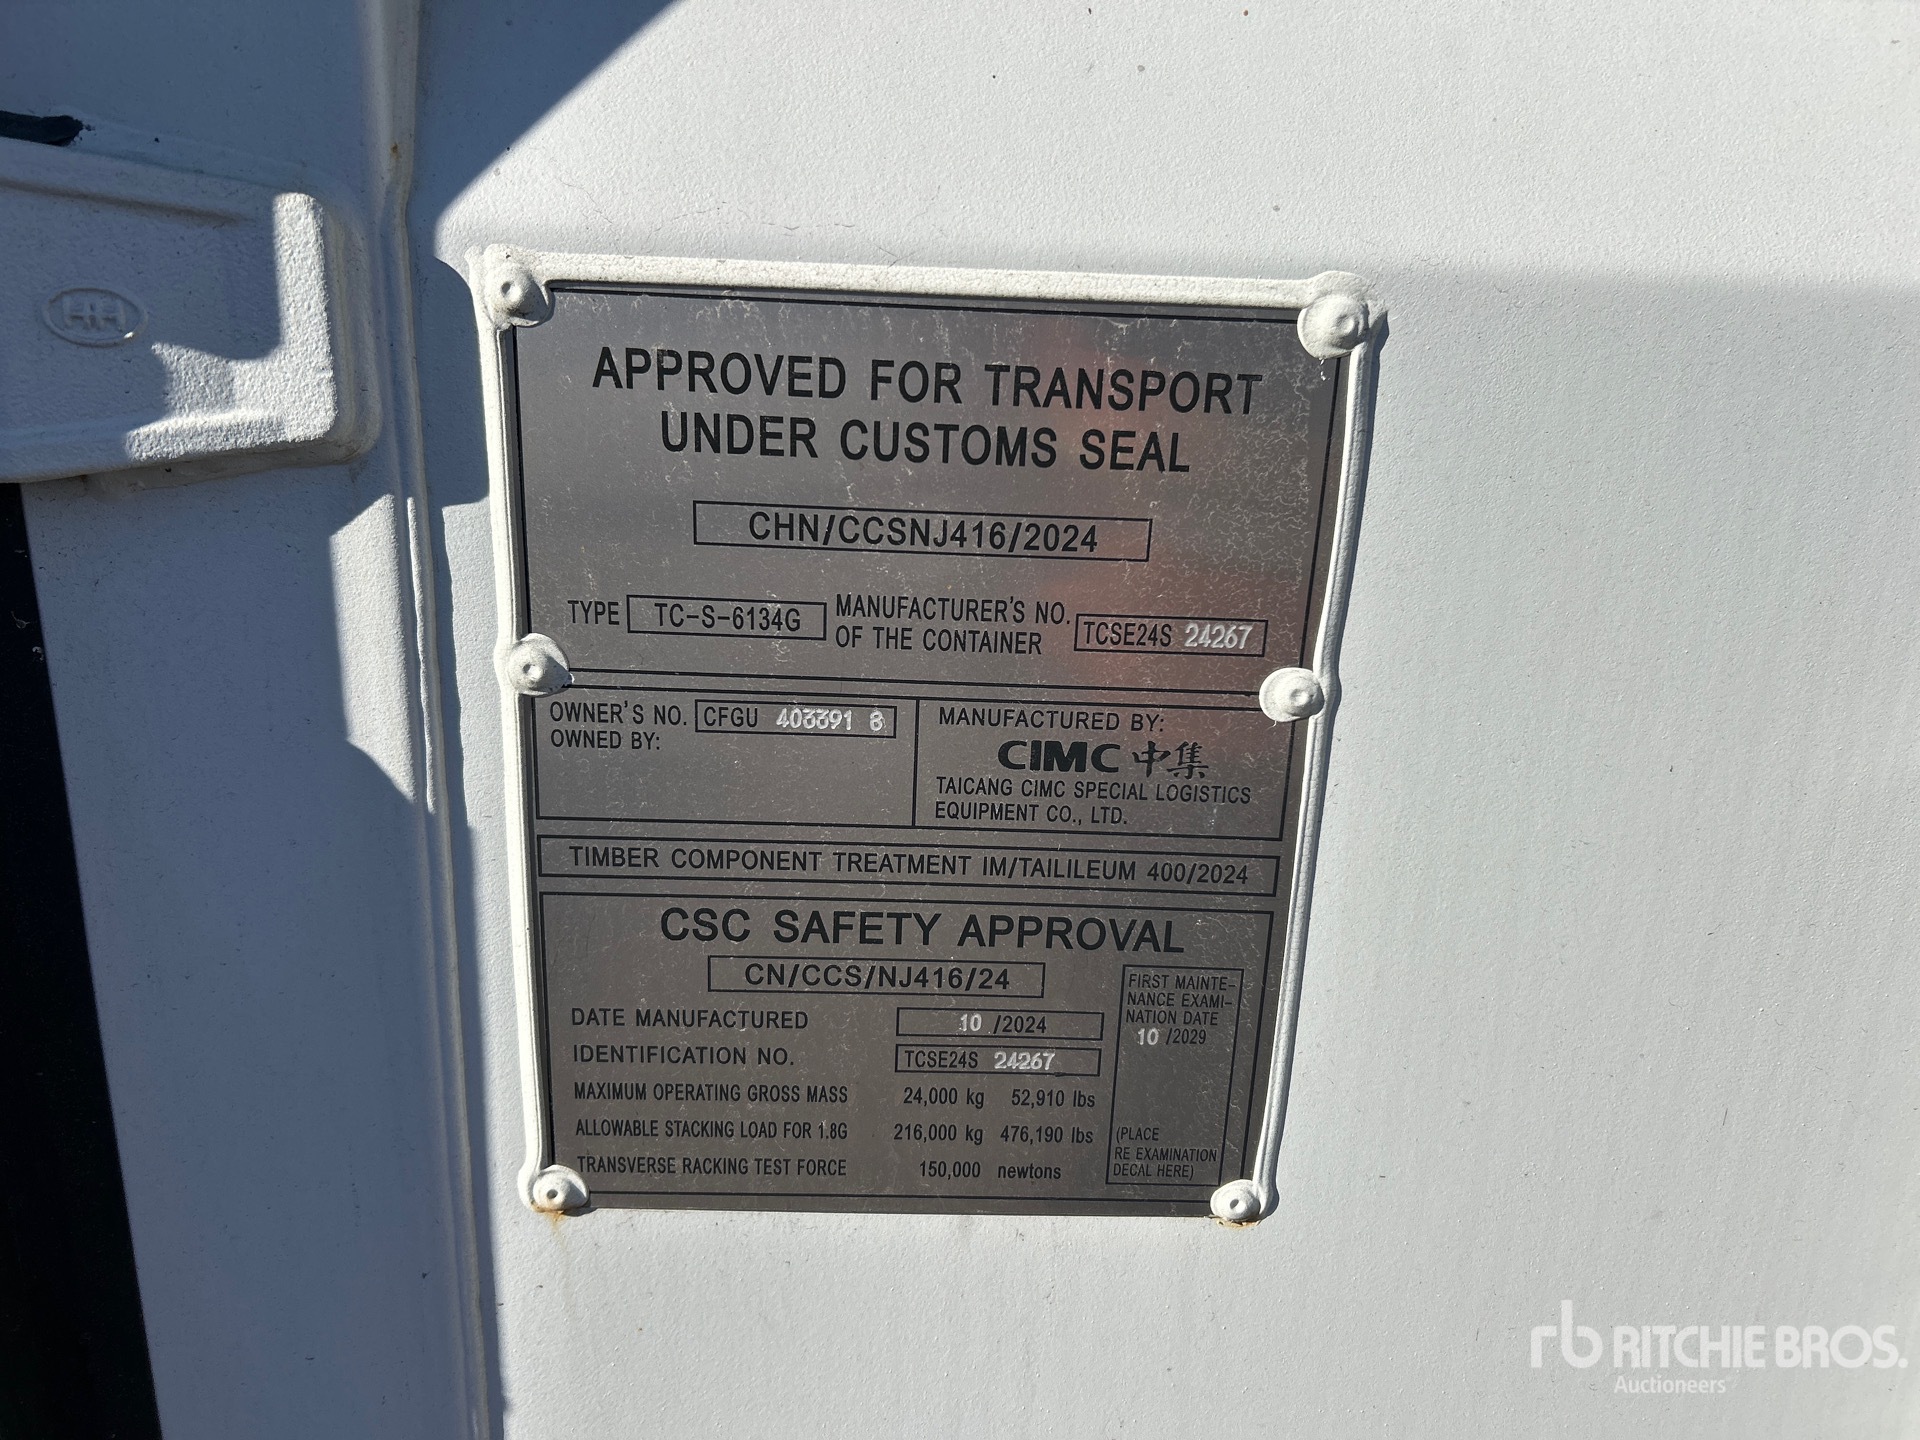 APPROVED FOR TRANSPORT
UNDER CUSTOMS SEAL
CHN/CCSNJ416/2024
TYPE TC-S-6134G MANUFACTURER'S NO. OF THE CONTAINER TCSE24S 24267
OWNER'S NO. CFGU 403391 8
OWNED BY:
MANUFACTURED BY:
CIMC 中集
TAICANG CIMC SPECIAL LOGISTICS
EQUIPMENT CO., LTD.
TIMBER COMPONENT TREATMENT IM/TAILILEUM 400/2024
CSC SAFETY APPROVAL
CN/CCS/NJ416/24
DATE MANUFACTURED 10 /2024
IDENTIFICATION NO. TCSE24S 24267
MAXIMUM OPERATING GROSS MASS 24,000 kg 52,910 lbs
ALLOWABLE STACKING LOAD FOR 1.8G 216,000 kg 476,190 lbs
TRANSVERSE RACKING TEST FORCE 150,000 newtons
FIRST MAINTE-
NANCE EXAMI-
NATION DATE
10 /2029
(PLACE
RE EXAMINATION
DECAL HERE)
HH
rb RITCHIE BROS.
Auctioneers